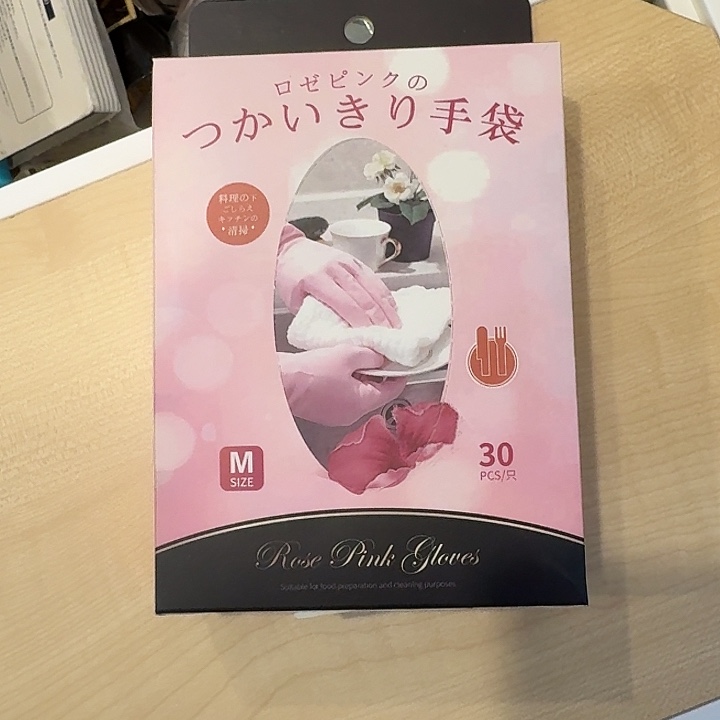 ロゼピンクの
つかいきり手袋
料理の下
ごしらえ
キッチンの
清掃
M
SIZE
30
PCS/只
Rose Pink Gloves
Suitable for food preparation and cleaning purposes